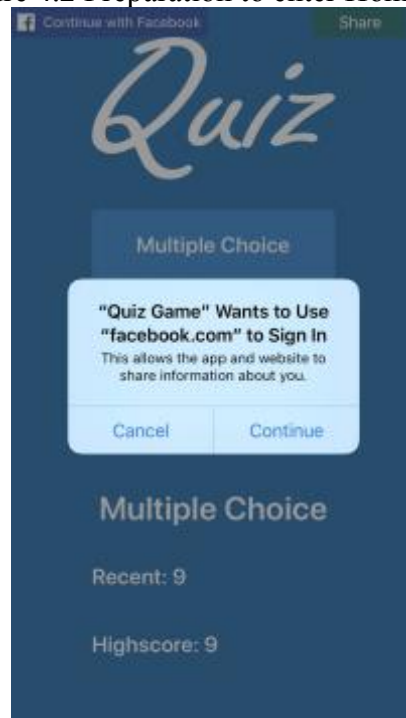 Continue with Facebook
Share
Quiz
Multiple Choice
"Quiz Game" Wants to Use
"facebook.com" to Sign In
This allows the app and website to
share information about you.
Cancel
Continue
Multiple Choice
Recent: 9
Highscore: 9